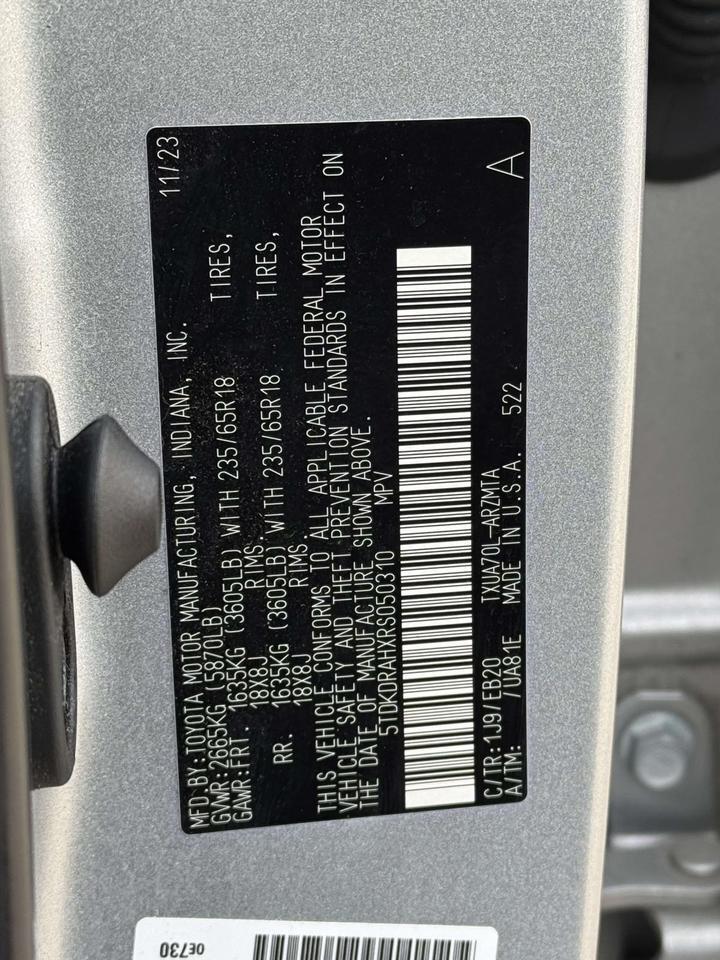 MFD.BY:TOYOTA MOTOR MANUFACTURING, INDIANA, INC. 11/23
GVWR:2665KG (5870LB)
GAWR:FRT. 1635KG (3605LB) WITH 235/65R18 TIRES,
18X8J RIMS.
RR. 1635KG (3605LB) WITH 235/65R18 TIRES,
18X8J RIMS.
THIS VEHICLE CONFORMS TO ALL APPLICABLE FEDERAL MOTOR
VEHICLE SAFETY AND THEFT PREVENTION STANDARDS IN EFFECT ON
THE DATE OF MANUFACTURE SHOWN ABOVE.
5TDKDRAHXRS050310 MPV
C/TR:1J9/EB20 TXUA70L-ARZMTA
A/TM: /UA81E MADE IN U.S.A. 522
A
0E730